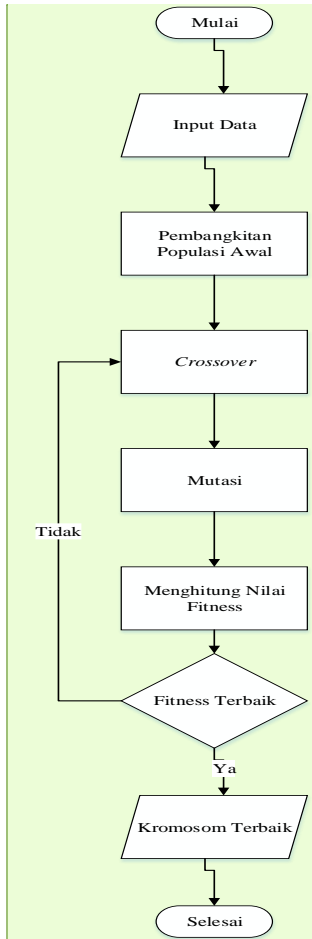 Mulai
Input Data
Pembangkitan
Populasi Awal
Crossover
Mutasi
Tidak
Menghitung Nilai
Fitness
Fitness Terbaik
Ya
Kromosom Terbaik
Selesai